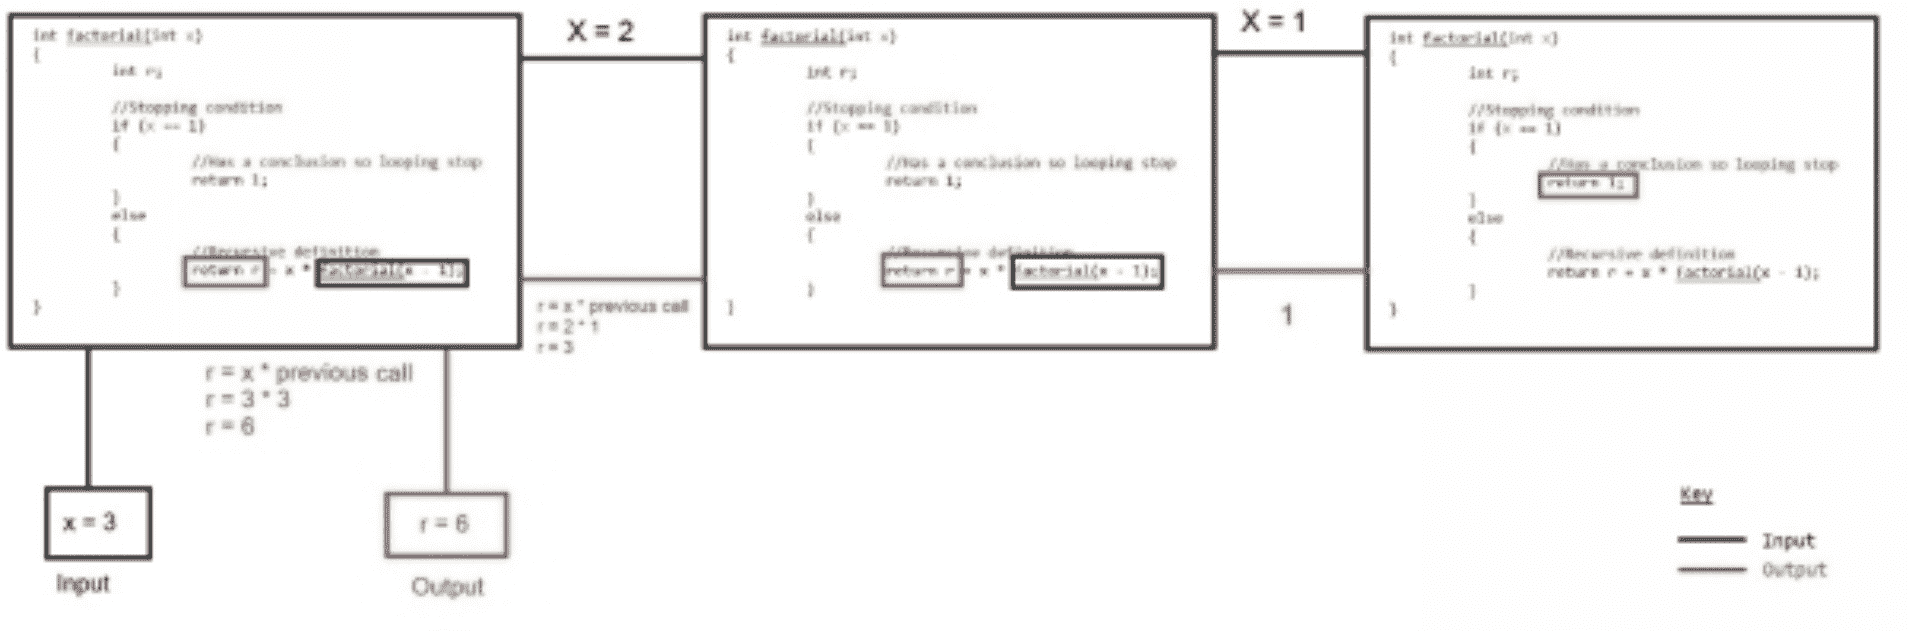 int factorial(int x)
{
int r;
//Stopping condition
if (x == 1)
{
//Has a conclusion so looping stop
return 1;
}
else
{
//Recursive definition
return r = x * factorial(x - 1);
}
}
X = 2
r = x * previous call
r = 2 * 1
r = 3
int factorial(int x)
{
int r;
//Stopping condition
if (x == 1)
{
//Has a conclusion so looping stop
return 1;
}
else
{
//Recursive definition
return r = x * factorial(x - 1);
}
}
X = 1
1
int factorial(int x)
{
int r;
//Stopping condition
if (x == 1)
{
//Has a conclusion so looping stop
return 1;
}
else
{
//Recursive definition
return r = x * factorial(x - 1);
}
}
r = x * previous call
r = 3 * 3
r = 6
x = 3
Input
r = 6
Output
Key
Input
Output